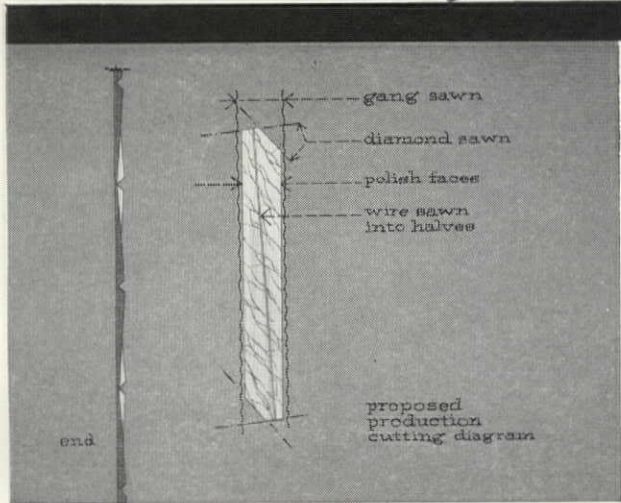 gang sawn
diamond sawn
polish faces
wire sawn
into halves
proposed
production
cutting diagram
end